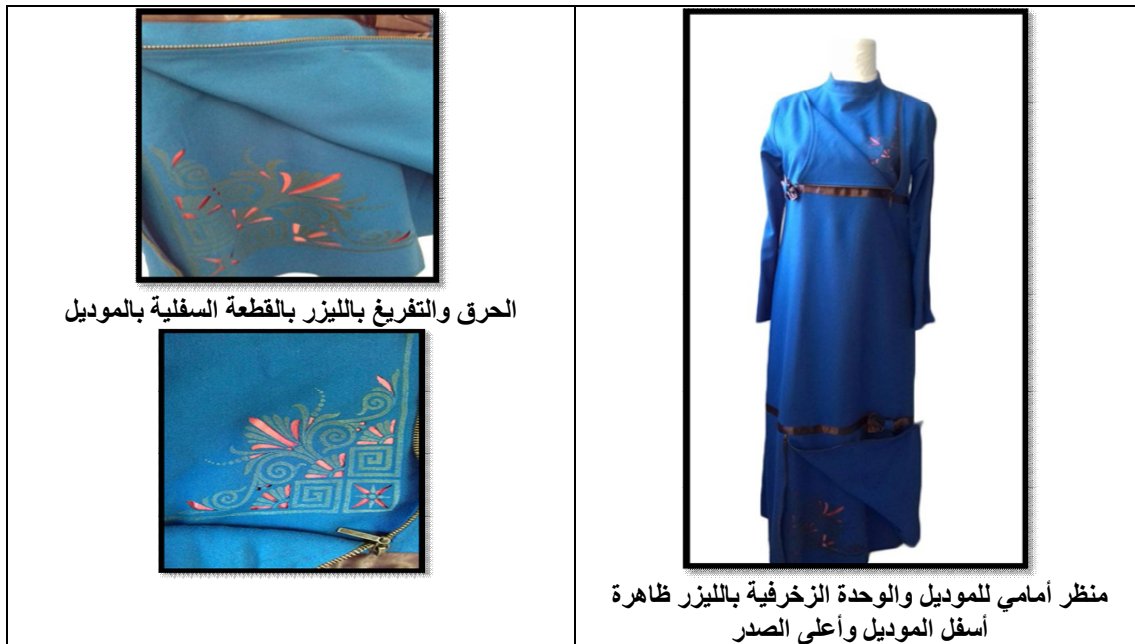 منظر أمامي للموديل والوحدة الزخرفية بالليزر ظاهرة
أسفل الموديل وأعلى الصدر
الحرق والتفريغ بالليزر بالقطعة السفلية بالموديل